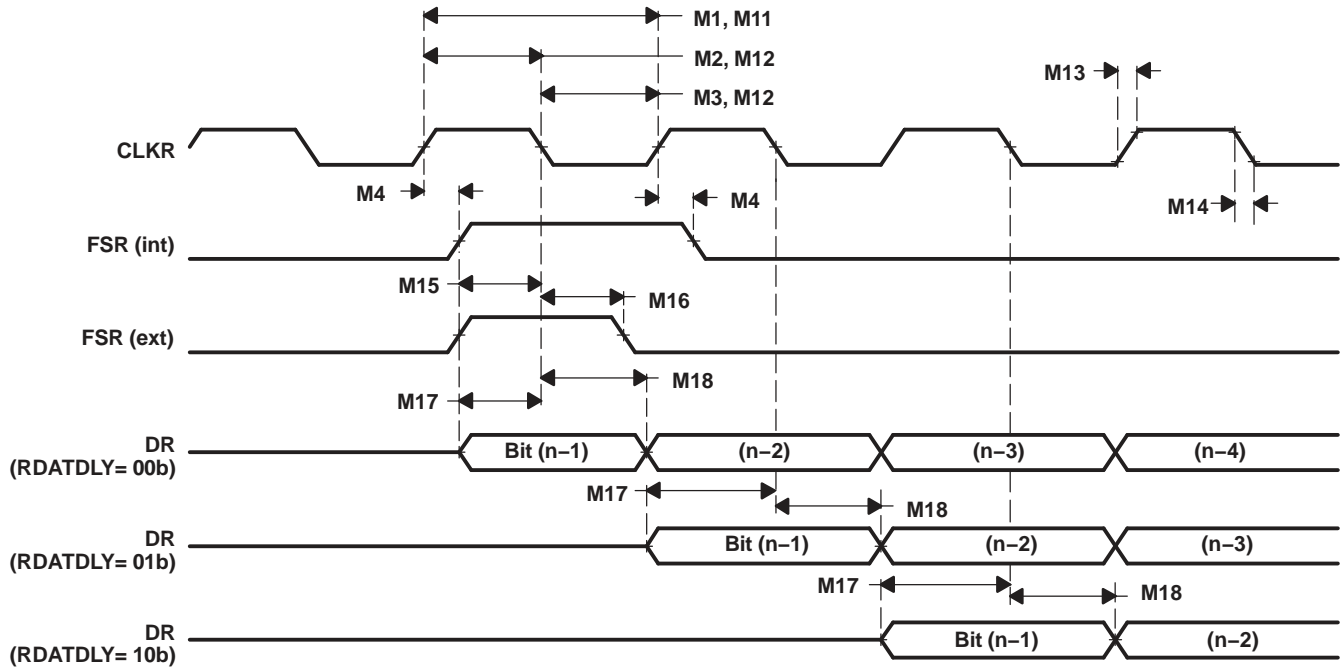 M1, M11
M2, M12
M3, M12
M13
CLKR
M4
M4
M14
FSR (int)
M15
M16
FSR (ext)
M18
M17
DR
(RDATDLY= 00b)
Bit (n−1)
(n−2)
(n−3)
(n−4)
M17
M18
DR
(RDATDLY= 01b)
Bit (n−1)
(n−2)
(n−3)
M17
M18
DR
(RDATDLY= 10b)
Bit (n−1)
(n−2)